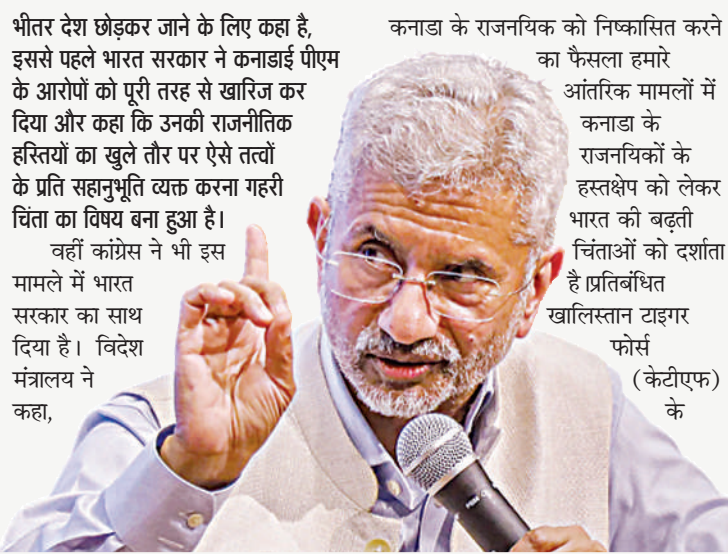 भीतर देश छोड़कर जाने के लिए कहा है,
इससे पहले भारत सरकार ने कनाडाई पीएम
के आरोपों को पूरी तरह से खारिज कर
दिया और कहा कि उनकी राजनीतिक
हस्तियों का खुले तौर पर ऐसे तत्वों
के प्रति सहानुभूति व्यक्त करना गहरी
चिंता का विषय बना हुआ है।
वहीं कांग्रेस ने भी इस
मामले में भारत
सरकार का साथ
दिया है। विदेश
मंत्रालय ने
कहा,
कनाडा के राजनयिक को निष्कासित करने
का फैसला हमारे
आंतरिक मामलों में
कनाडा के
राजनयिकों के
हस्तक्षेप को लेकर
भारत की बढ़ती
चिंताओं को दर्शाता
है।प्रतिबंधित
खालिस्तान टाइगर
फोर्स
(केटीएफ)
के